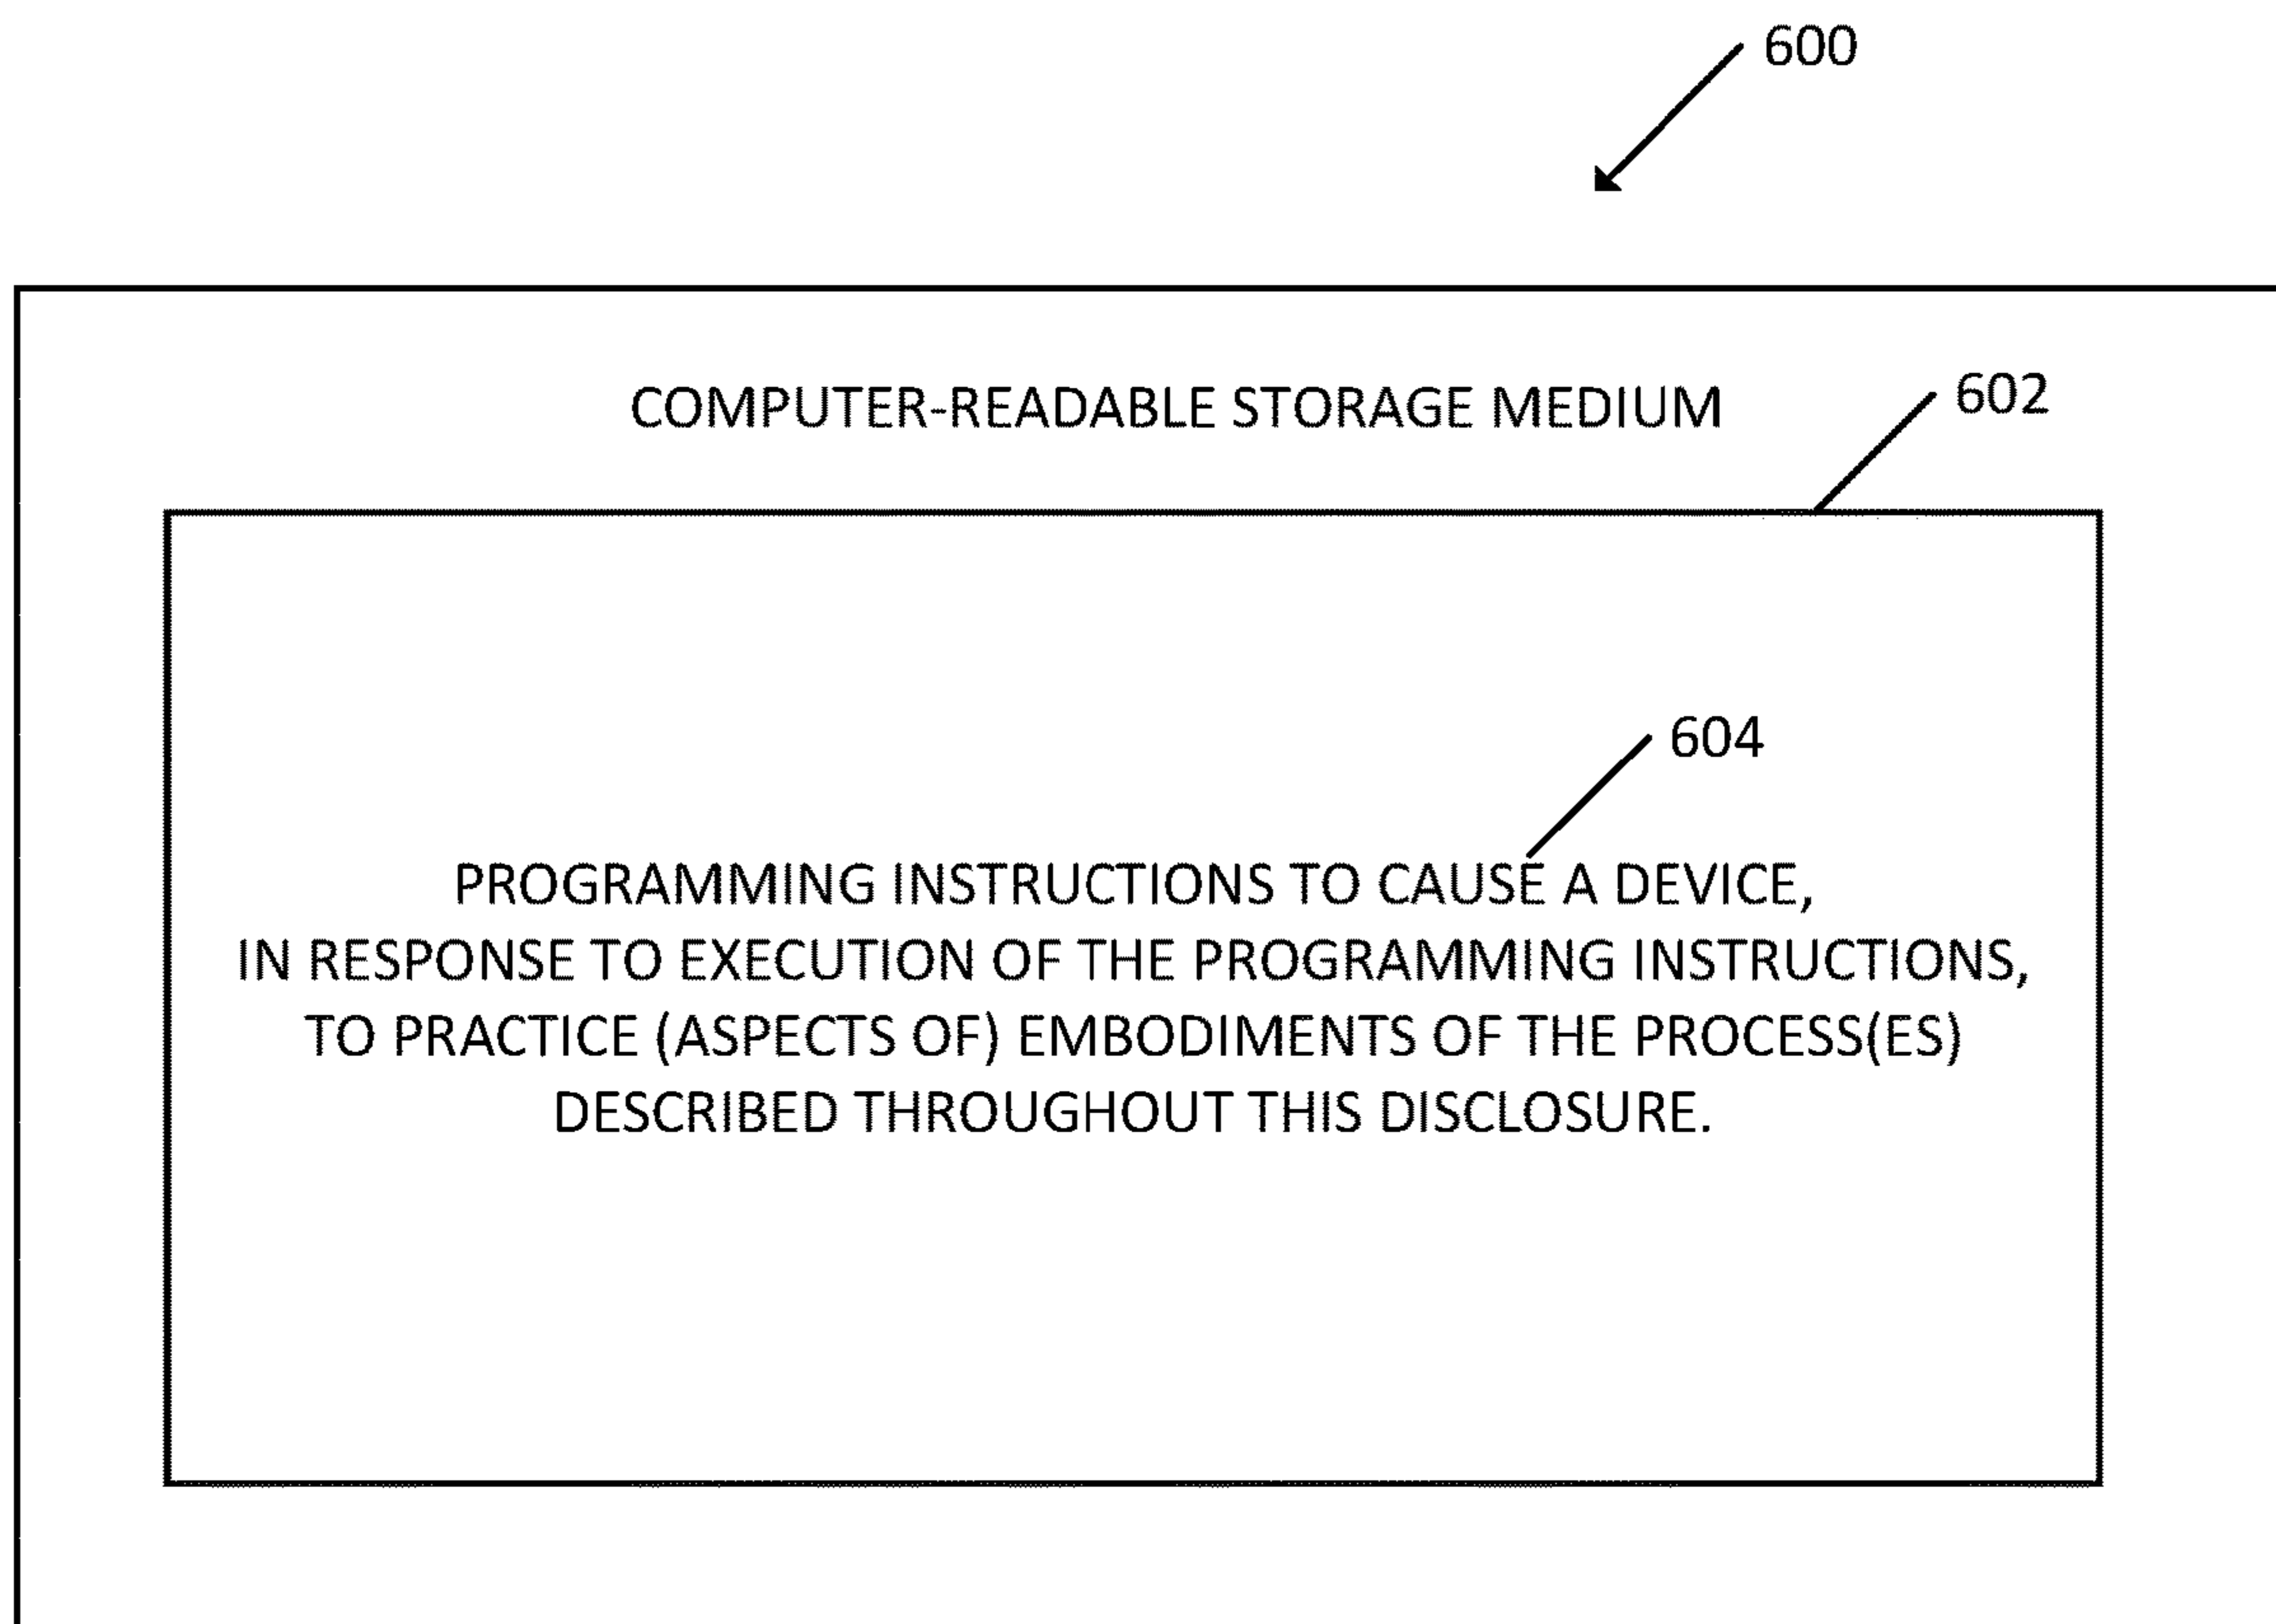 600
COMPUTER-READABLE STORAGE MEDIUM
602
604
PROGRAMMING INSTRUCTIONS TO CAUSE A DEVICE,
IN RESPONSE TO EXECUTION OF THE PROGRAMMING INSTRUCTIONS,
TO PRACTICE (ASPECTS OF) EMBODIMENTS OF THE PROCESS(ES)
DESCRIBED THROUGHOUT THIS DISCLOSURE.